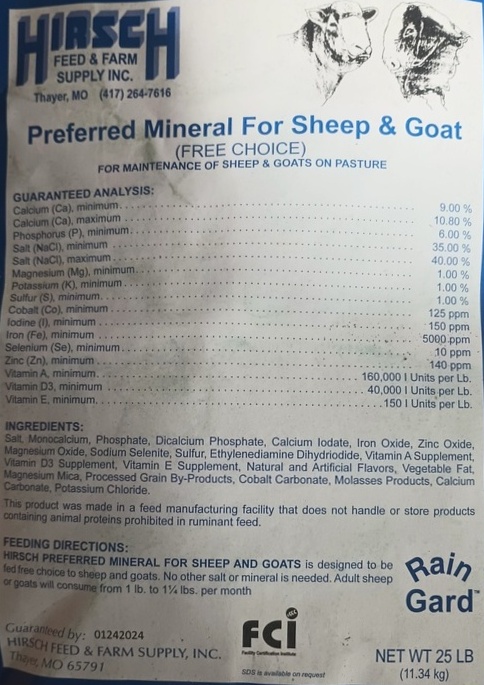 HIRSCH
FEED & FARM
SUPPLY INC.
Thayer, MO (417) 264-7616
Preferred Mineral For Sheep & Goat
(FREE CHOICE)
FOR MAINTENANCE OF SHEEP & GOATS ON PASTURE
GUARANTEED ANALYSIS:
Calcium (Ca), minimum 9.00 %
Calcium (Ca), maximum 10.80 %
Phosphorus (P), minimum 6.00 %
Salt (NaCl), minimum 35.00 %
Salt (NaCl), maximum 40.00 %
Magnesium (Mg), minimum 1.00 %
Potassium (K), minimum 1.00 %
Sulfur (S), minimum 1.00 %
Cobalt (Co), minimum 125 ppm
Iodine (I), minimum 150 ppm
Iron (Fe), minimum 5000 ppm
Selenium (Se), minimum 10 ppm
Zinc (Zn), minimum 140 ppm
Vitamin A, minimum 160,000 I Units per Lb.
Vitamin D3, minimum 40,000 I Units per Lb.
Vitamin E, minimum. 150 I Units per Lb.
INGREDIENTS:
Salt, Monocalcium, Phosphate, Dicalcium Phosphate, Calcium Iodate, Iron Oxide, Zinc Oxide,
Magnesium Oxide, Sodium Selenite, Sulfur, Ethylenediamine Dihydriodide, Vitamin A Supplement,
Vitamin D3 Supplement, Vitamin E Supplement, Natural and Artificial Flavors, Vegetable Fat,
Magnesium Mica, Processed Grain By-Products, Cobalt Carbonate, Molasses Products, Calcium
Carbonate, Potassium Chloride.
This product was made in a feed manufacturing facility that does not handle or store products
containing animal proteins prohibited in ruminant feed.
FEEDING DIRECTIONS:
HIRSCH PREFERRED MINERAL FOR SHEEP AND GOATS is designed to be
fed free choice to sheep and goats. No other salt or mineral is needed. Adult sheep
or goats will consume from 1 lb. to 1¼ lbs. per month
Rain
Gard™
Guaranteed by: 01242024
HIRSCH FEED & FARM SUPPLY, INC.
Thayer, MO 65791
FCI
Facility Certification Institute
SDS is available on request
NET WT 25 LB
(11.34 kg)